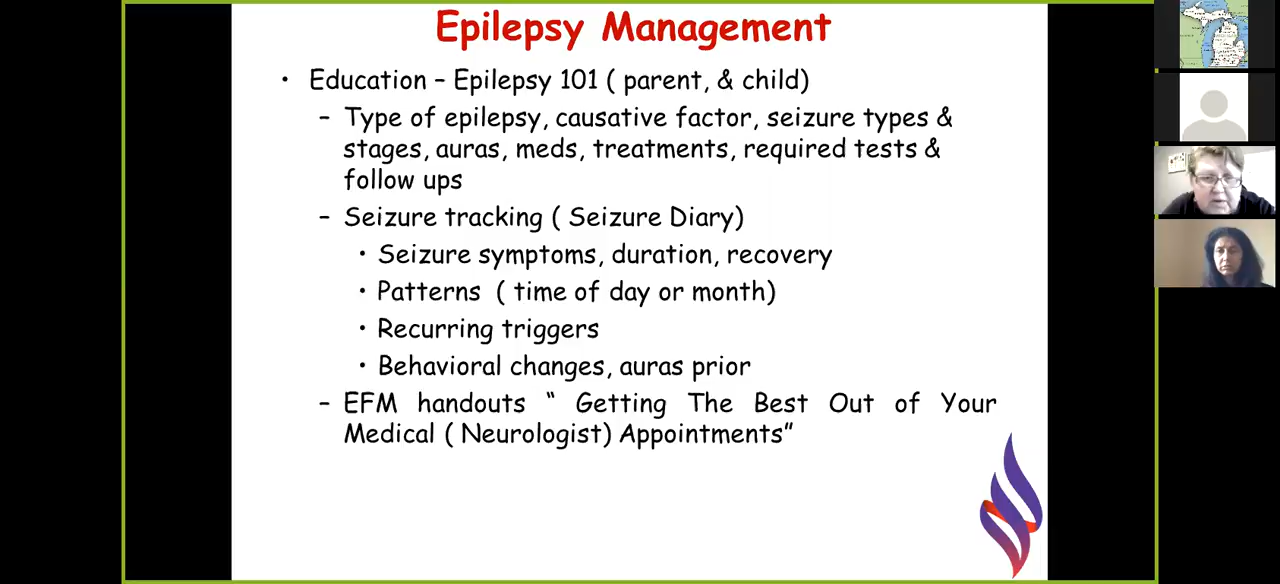 Epilepsy Management
• Education – Epilepsy 101 ( parent, & child)
– Type of epilepsy, causative factor, seizure types &
stages, auras, meds, treatments, required tests &
follow ups
– Seizure tracking ( Seizure Diary)
• Seizure symptoms, duration, recovery
• Patterns ( time of day or month)
• Recurring triggers
• Behavioral changes, auras prior
– EFM handouts “ Getting The Best Out of Your
Medical ( Neurologist) Appointments”